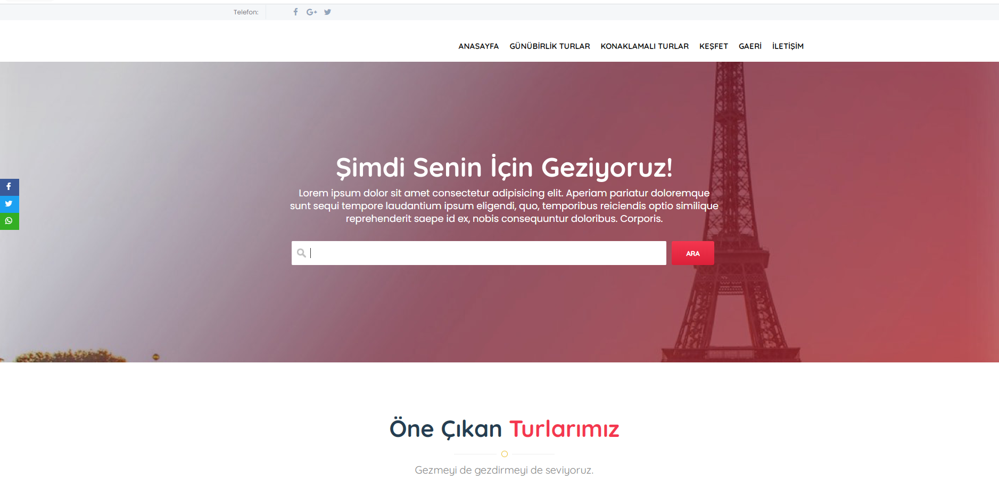 Telefon:
ANASAYFA GÜNÜBİRLİK TURLAR KONAKLAMALI TURLAR KEŞFET GAERİ İLETİŞİM
Şimdi Senin İçin Geziyoruz!
Lorem ipsum dolor sit amet consectetur adipisicing elit. Aperiam pariatur doloremque
sunt sequi tempore laudantium ipsum eligendi, quo, temporibus reiciendis optio similique
reprehenderit saepe id ex, nobis consequuntur doloribus. Corporis.
ARA
Öne Çıkan Turlarımız
Gezmeyi de gezdirmeyi de seviyoruz.